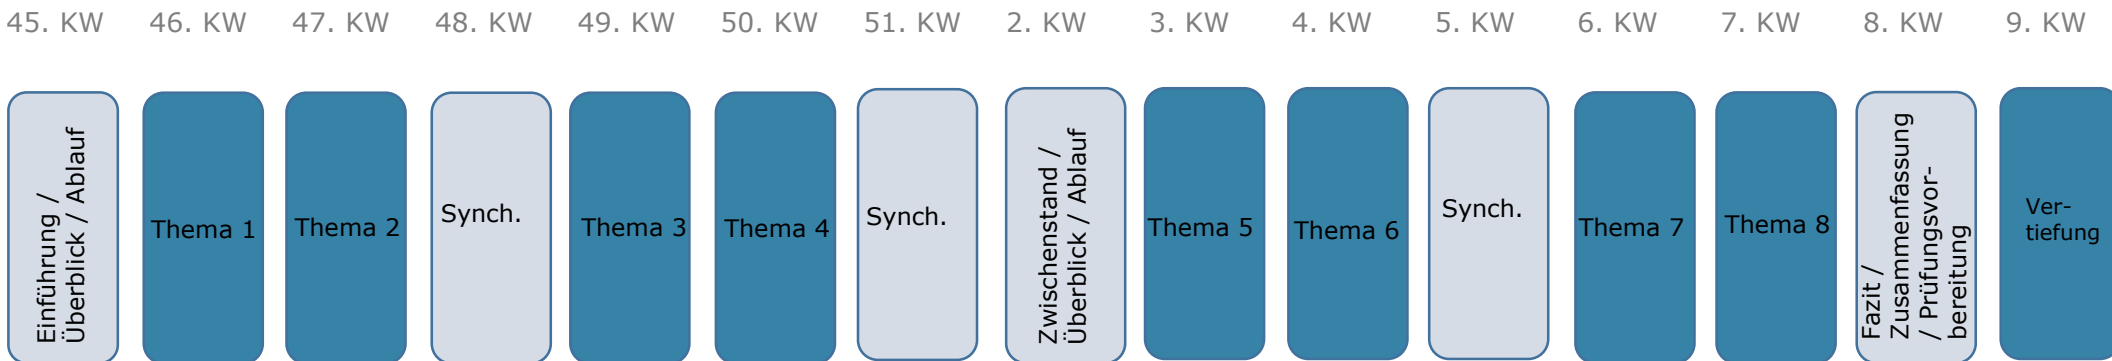 45. KW 46. KW 47. KW 48. KW 49. KW 50. KW 51. KW 2. KW 3. KW 4. KW 5. KW 6. KW 7. KW 8. KW 9. KW
Einführung /
Überblick / Ablauf
Thema 1
Thema 2
Synch.
Thema 3
Thema 4
Synch.
Zwischenstand /
Überblick / Ablauf
Thema 5
Thema 6
Synch.
Thema 7
Thema 8
Fazit /
Zusammenfassung
/ Prüfungsvor-
bereitung
Ver-
tiefung